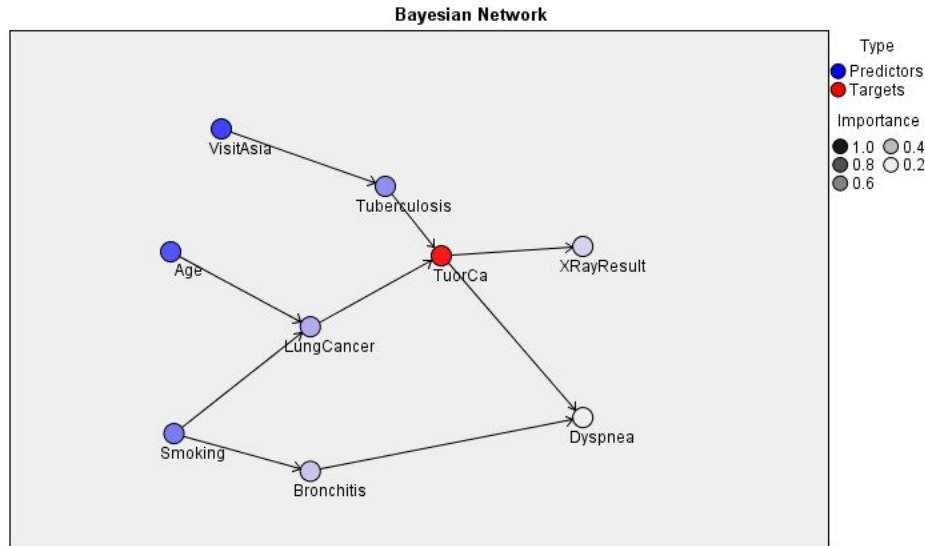 Bayesian Network
Type
Predictors
Targets
Importance
1.0 0.4
0.8 0.2
0.6
VisitAsia
Tuberculosis
Age
TuorCa
XRayResult
LungCancer
Smoking
Dyspnea
Bronchitis